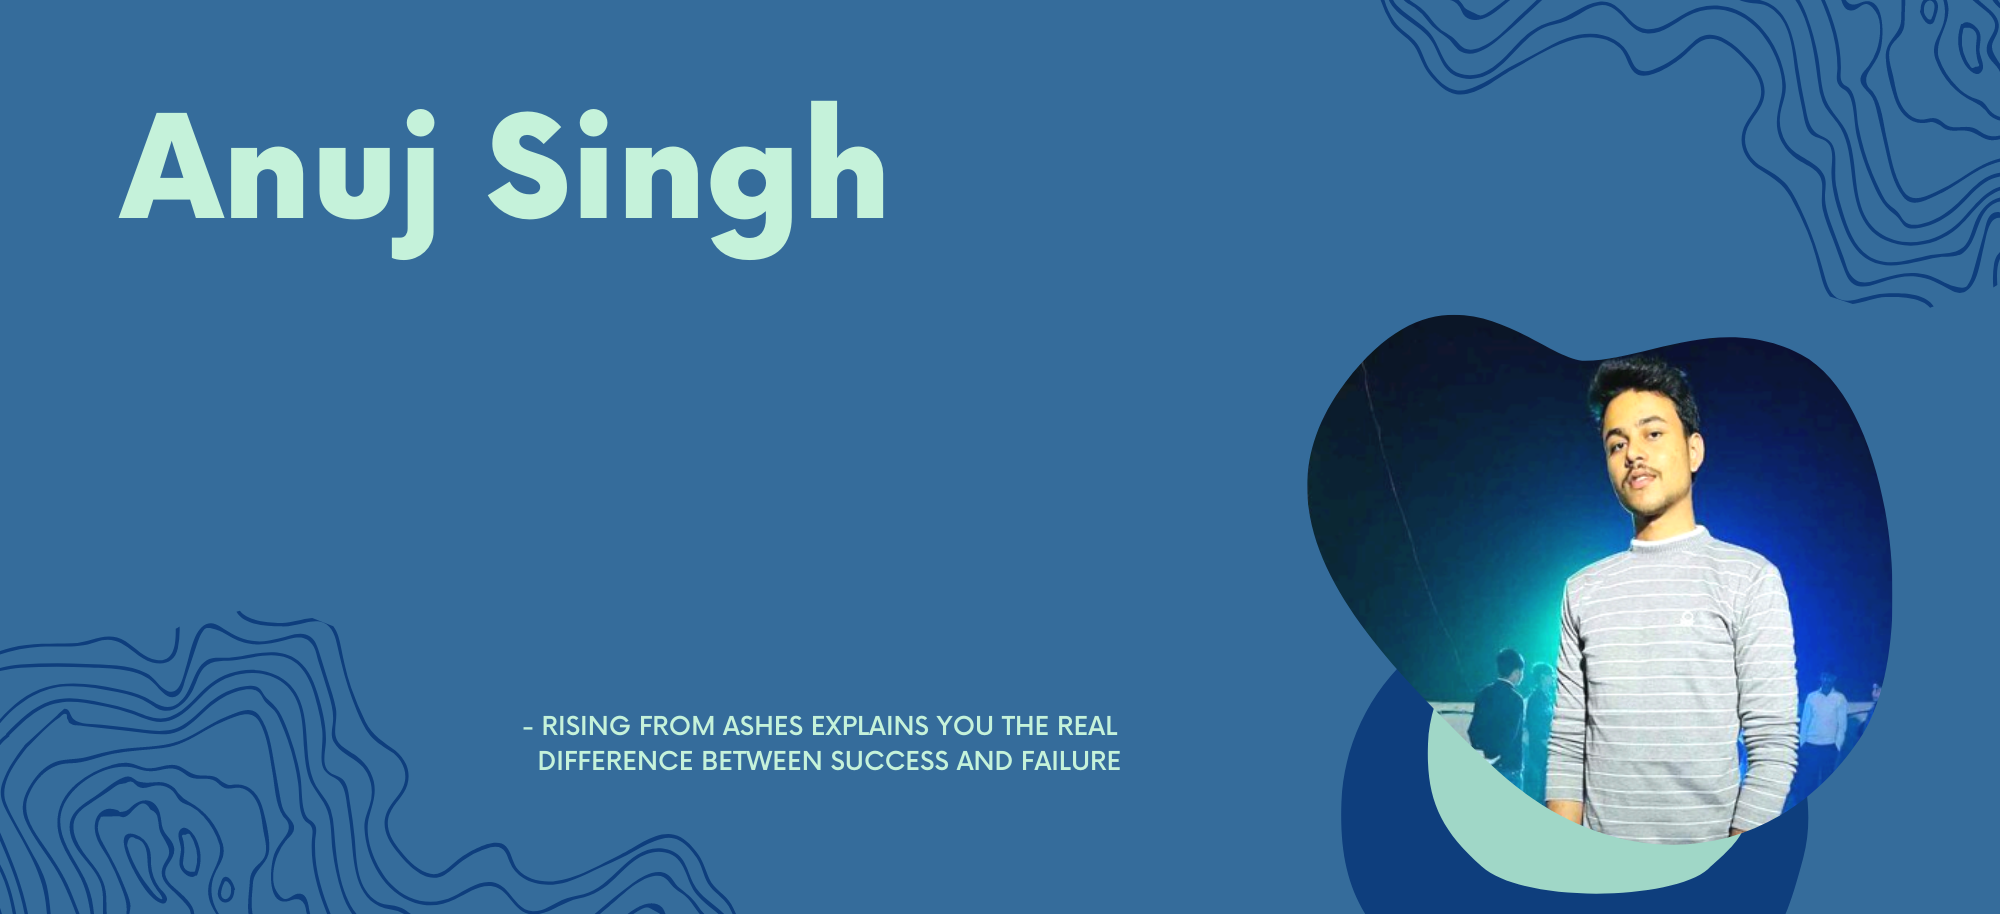 Anuj Singh
- RISING FROM ASHES EXPLAINS YOU THE REAL
DIFFERENCE BETWEEN SUCCESS AND FAILURE